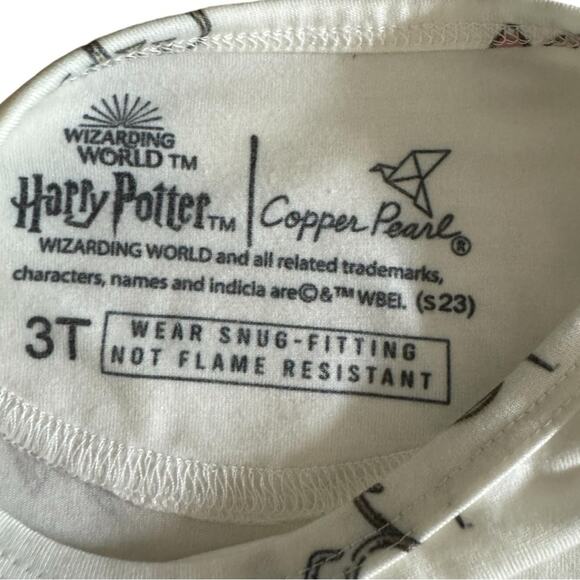 WIZARDING
WORLD TM
Harry Potter TM | Copper Pearl ®
WIZARDING WORLD and all related trademarks,
characters, names and indicia are © & ™ WBEI. (s23)
3T
WEAR SNUG-FITTING
NOT FLAME RESISTANT